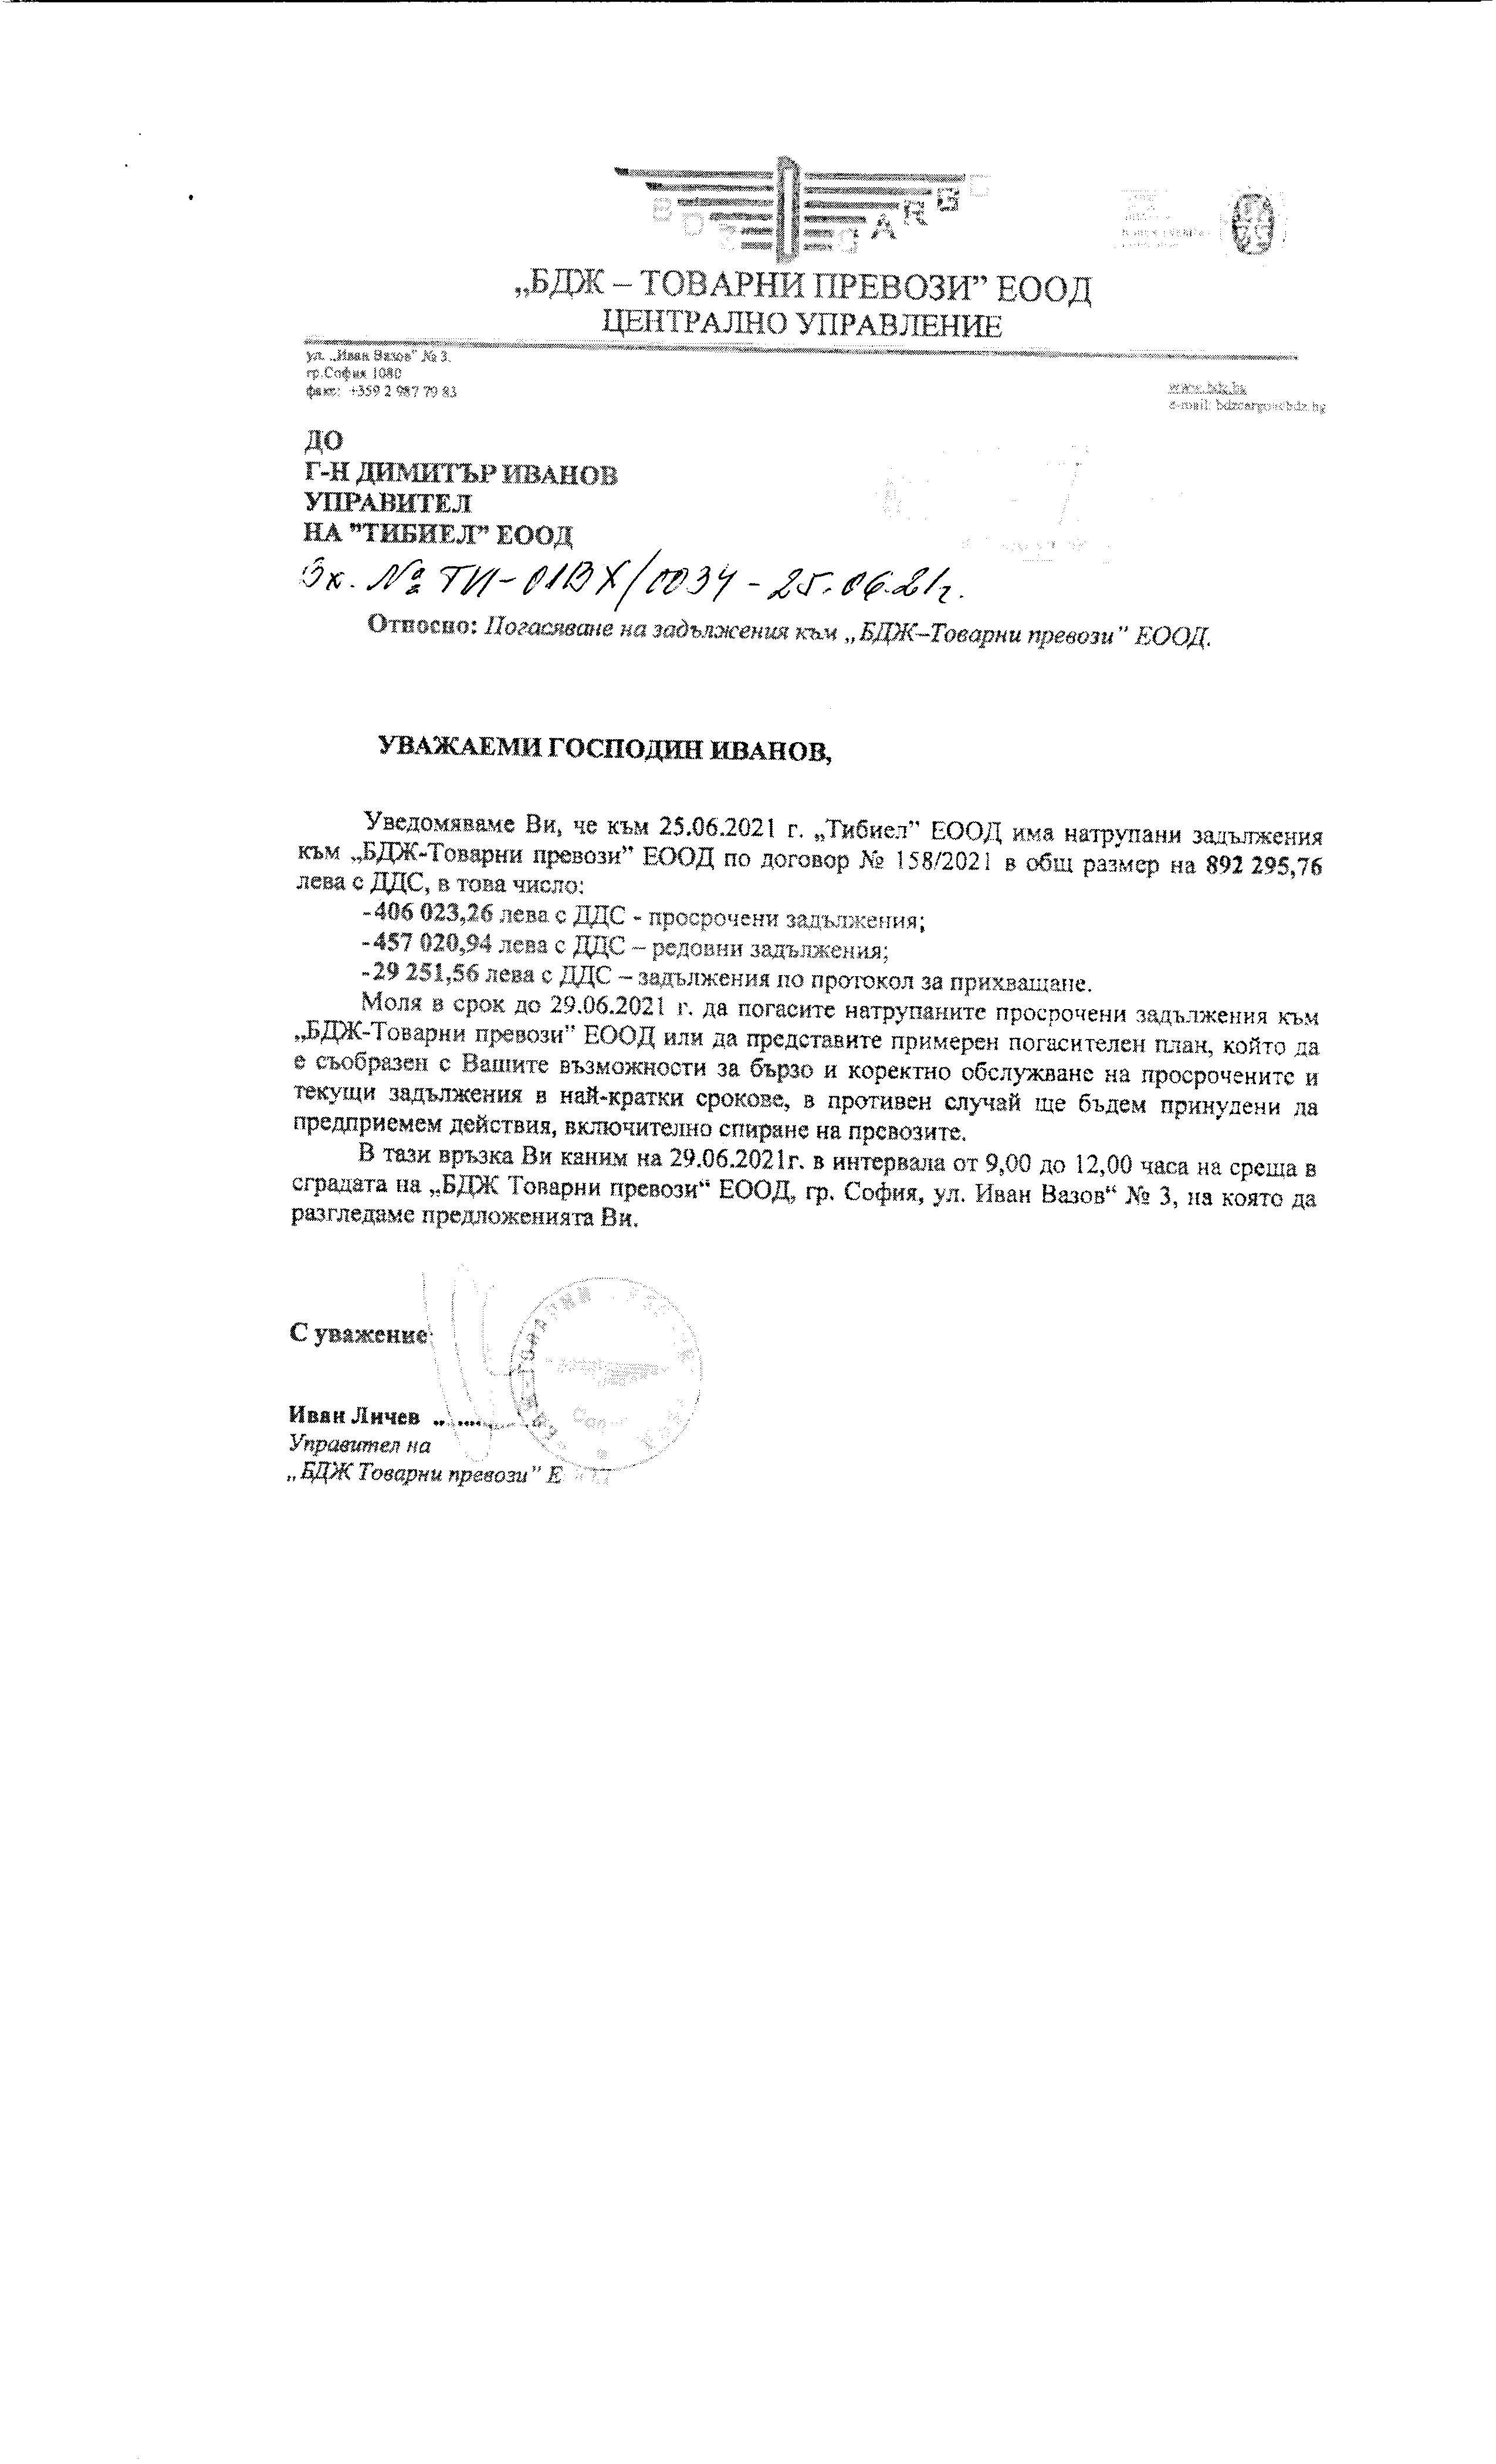 BDZ CARGO
„БДЖ – ТОВАРНИ ПРЕВОЗИ” ЕООД
ЦЕНТРАЛНО УПРАВЛЕНИЕ
ул. „Иван Вазов” № 3.
гр.София 1080
факс: +359 2 987 79 83
www.bdz.bg
e-mail: bdzcargo@bdz.bg
ДО
Г-Н ДИМИТЪР ИВАНОВ
УПРАВИТЕЛ
НА "ТИБИЕЛ” ЕООД
Вх. № ТИ-01ВХ/0034 - 25.06.21г.
Относно: Погасяване на задължения към „БДЖ–Товарни превози” ЕООД.
УВАЖАЕМИ ГОСПОДИН ИВАНОВ,
Уведомяваме Ви, че към 25.06.2021 г. „Тибиел” ЕООД има натрупани задължения
към „БДЖ-Товарни превози” ЕООД по договор № 158/2021 в общ размер на 892 295,76
лева с ДДС, в това число:
-406 023,26 лева с ДДС - просрочени задължения;
-457 020,94 лева с ДДС – редовни задължения;
-29 251,56 лева с ДДС – задължения по протокол за прихващане.
Моля в срок до 29.06.2021 г. да погасите натрупаните просрочени задължения към
„БДЖ-Товарни превози” ЕООД или да представите примерен погасителен план, който да
е съобразен с Вашите възможности за бързо и коректно обслужване на просрочените и
текущи задължения в най-кратки срокове, в противен случай ще бъдем принудени да
предприемем действия, включително спиране на превозите.
В тази връзка Ви каним на 29.06.2021г. в интервала от 9,00 до 12,00 часа на среща в
сградата на „БДЖ Товарни превози“ ЕООД, гр. София, ул. Иван Вазов“ № 3, на която да
разгледаме предложенията Ви.
С уважение:
Иван Личев .. .....
Управител на
„БДЖ Товарни превози” Е